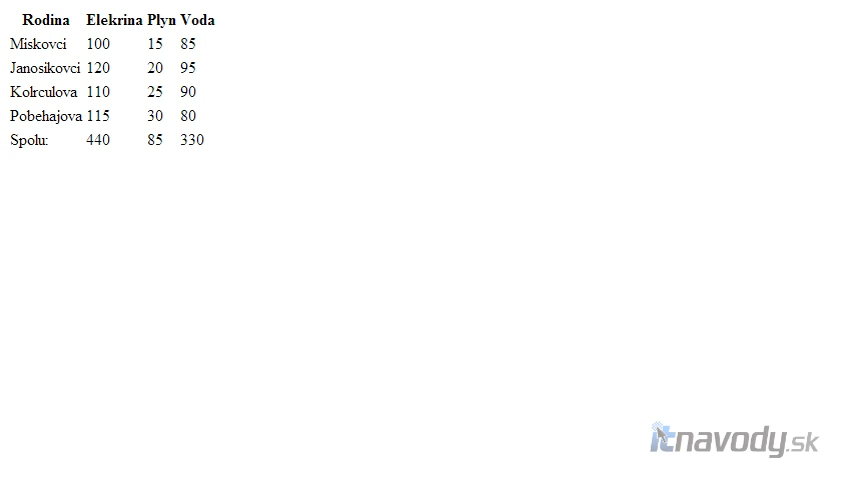 Rodina Elekrina Plyn Voda
Miskovci 100 15 85
Janosikovci 120 20 95
Kolrculova 110 25 90
Pobehajova 115 30 80
Spolu: 440 85 330
itnavody.sk